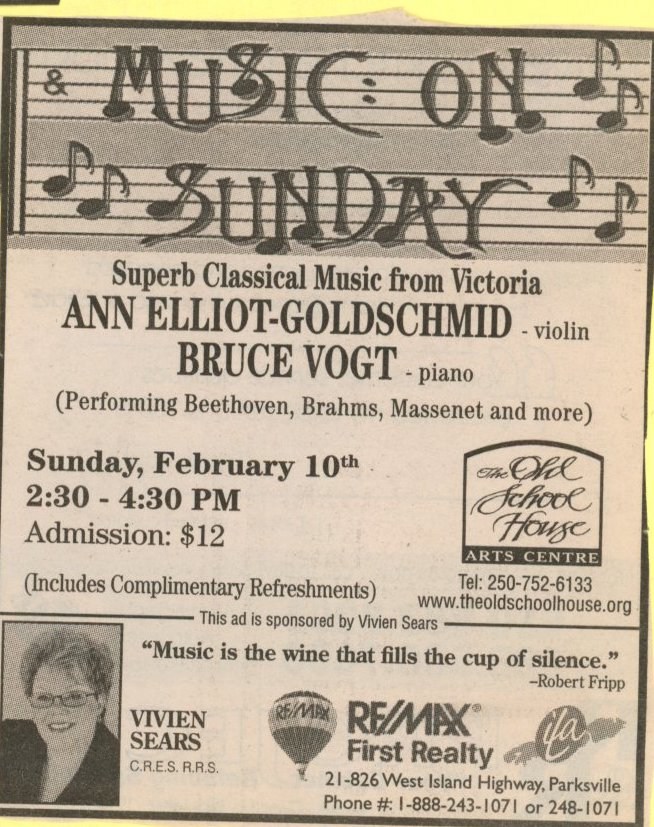 & MUSIC: ON
SUNDAY
Superb Classical Music from Victoria
ANN ELLIOT-GOLDSCHMID - violin
BRUCE VOGT - piano
(Performing Beethoven, Brahms, Massenet and more)
Sunday, February 10th
2:30 - 4:30 PM
Admission: $12
(Includes Complimentary Refreshments)
The Old
School
House
ARTS CENTRE
Tel: 250-752-6133
www.theoldschoolhouse.org
This ad is sponsored by Vivien Sears
“Music is the wine that fills the cup of silence.”
–Robert Fripp
VIVIEN
SEARS
C.R.E.S. R.R.S.
RE/MAX
RE/MAX®
First Realty
ila
21-826 West Island Highway, Parksville
Phone #: 1-888-243-1071 or 248-1071